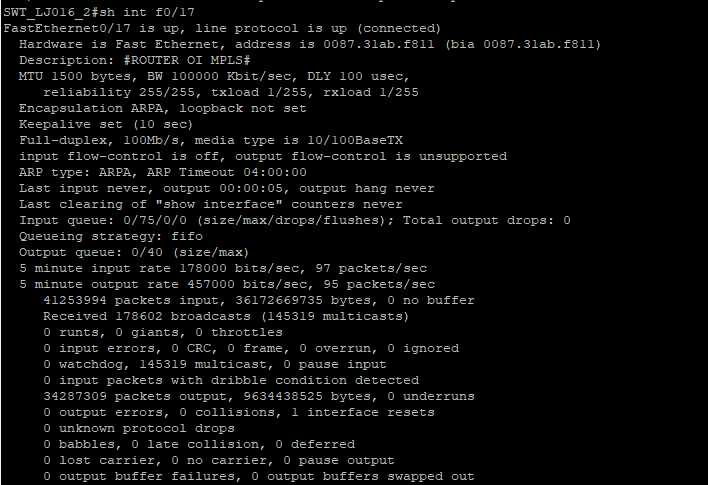 SWT_LJ016_2#sh int f0/17
FastEthernet0/17 is up, line protocol is up (connected)
Hardware is Fast Ethernet, address is 0087.31ab.f811 (bia 0087.31ab.f811)
Description: #ROUTER OI MPLS#
MTU 1500 bytes, BW 100000 Kbit/sec, DLY 100 usec,
reliability 255/255, txload 1/255, rxload 1/255
Encapsulation ARPA, loopback not set
Keepalive set (10 sec)
Full-duplex, 100Mb/s, media type is 10/100BaseTX
input flow-control is off, output flow-control is unsupported
ARP type: ARPA, ARP Timeout 04:00:00
Last input never, output 00:00:05, output hang never
Last clearing of "show interface" counters never
Input queue: 0/75/0/0 (size/max/drops/flushes); Total output drops: 0
Queueing strategy: fifo
Output queue: 0/40 (size/max)
5 minute input rate 178000 bits/sec, 97 packets/sec
5 minute output rate 457000 bits/sec, 95 packets/sec
41253994 packets input, 36172669735 bytes, 0 no buffer
Received 178602 broadcasts (145319 multicasts)
0 runts, 0 giants, 0 throttles
0 input errors, 0 CRC, 0 frame, 0 overrun, 0 ignored
0 watchdog, 145319 multicast, 0 pause input
0 input packets with dribble condition detected
34287309 packets output, 9634438525 bytes, 0 underruns
0 output errors, 0 collisions, 1 interface resets
0 unknown protocol drops
0 babbles, 0 late collision, 0 deferred
0 lost carrier, 0 no carrier, 0 pause output
0 output buffer failures, 0 output buffers swapped out